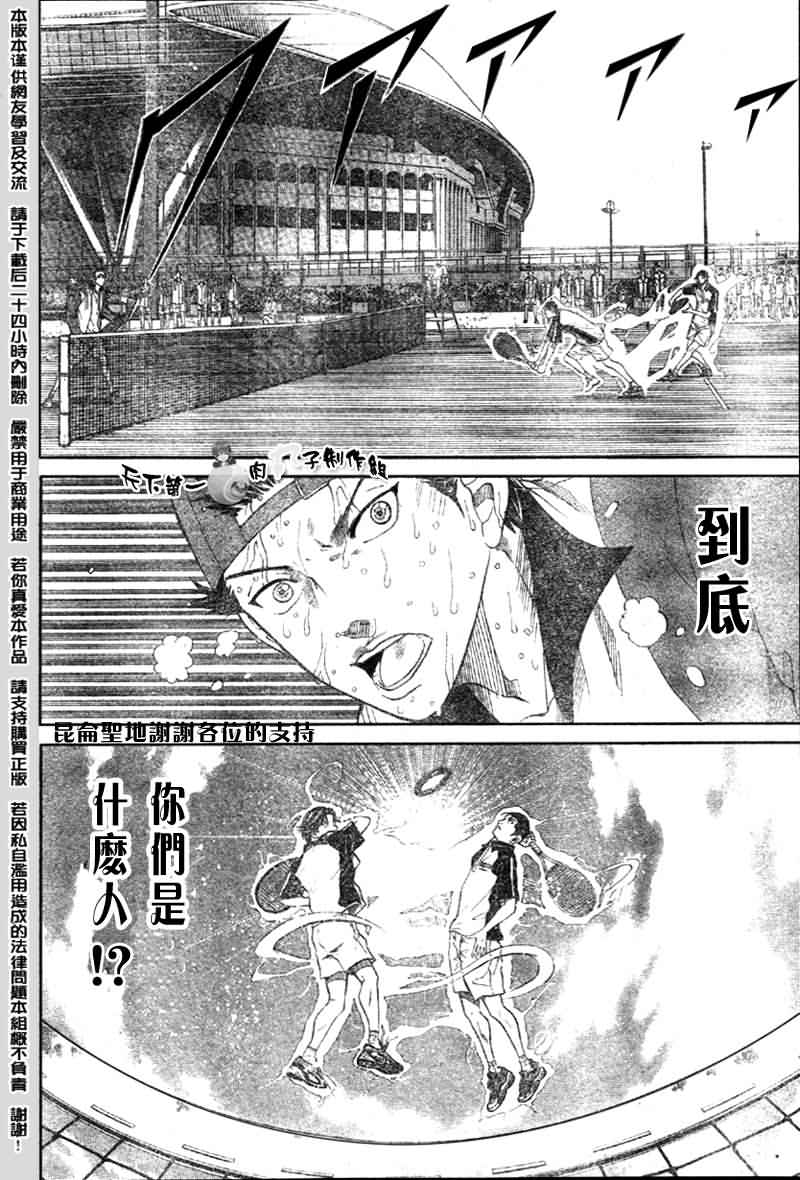 本版本僅供網友學習及交流 請于下載后二十四小時內刪除 嚴禁用于商業用途 若你真愛本作品 請支持購買正版 若因私自濫用造成的法律問題本組概不負責 謝謝！
天下第一
肉丸子制作組
到底
昆侖聖地謝謝各位的支持
你們是
什麼人!?